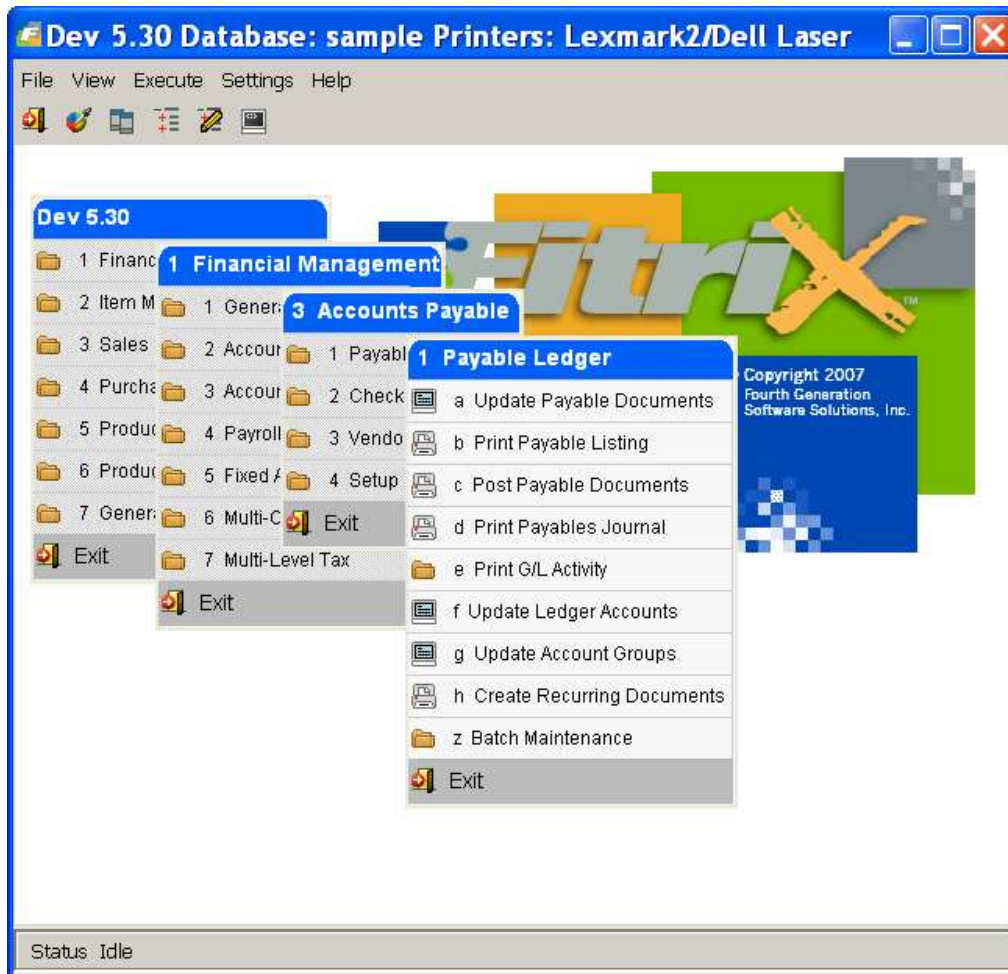 Dev 5.30 Database: sample Printers: Lexmark2/Dell Laser
File View Execute Settings Help
Dev 5.30
1 Financ
2 Item M
3 Sales
4 Purcha
5 Produc
6 Produc
7 Gener
Exit
1 Financial Management
1 Gener
2 Accour
3 Accour
4 Payroll
5 Fixed A
6 Multi-C
7 Multi-Level Tax
Exit
3 Accounts Payable
1 Payabl
2 Check
3 Vendo
4 Setup
Exit
1 Payable Ledger
a Update Payable Documents
b Print Payable Listing
c Post Payable Documents
d Print Payables Journal
e Print G/L Activity
f Update Ledger Accounts
g Update Account Groups
h Create Recurring Documents
z Batch Maintenance
Exit
FitriX TM
Copyright 2007
Fourth Generation
Software Solutions, Inc.
Status Idle